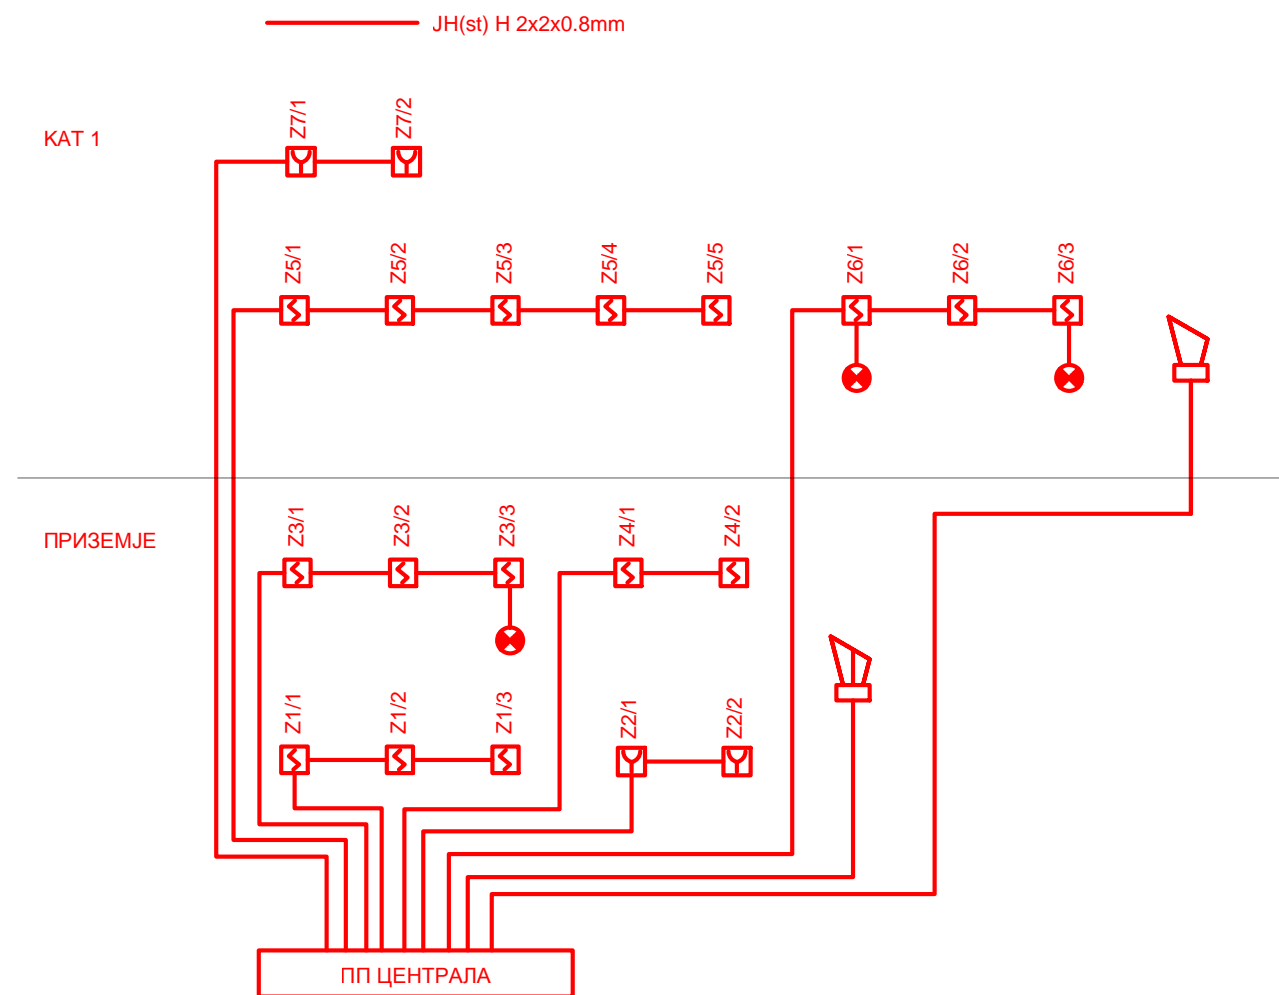 JH(st) H 2x2x0.8mm
КАТ 1
Z7/1
Z7/2
Z5/1
Z5/2
Z5/3
Z5/4
Z5/5
Z6/1
Z6/2
Z6/3
ПРИЗЕМЈЕ
Z3/1
Z3/2
Z3/3
Z4/1
Z4/2
Z1/1
Z1/2
Z1/3
Z2/1
Z2/2
ПП ЦЕНТРАЛА